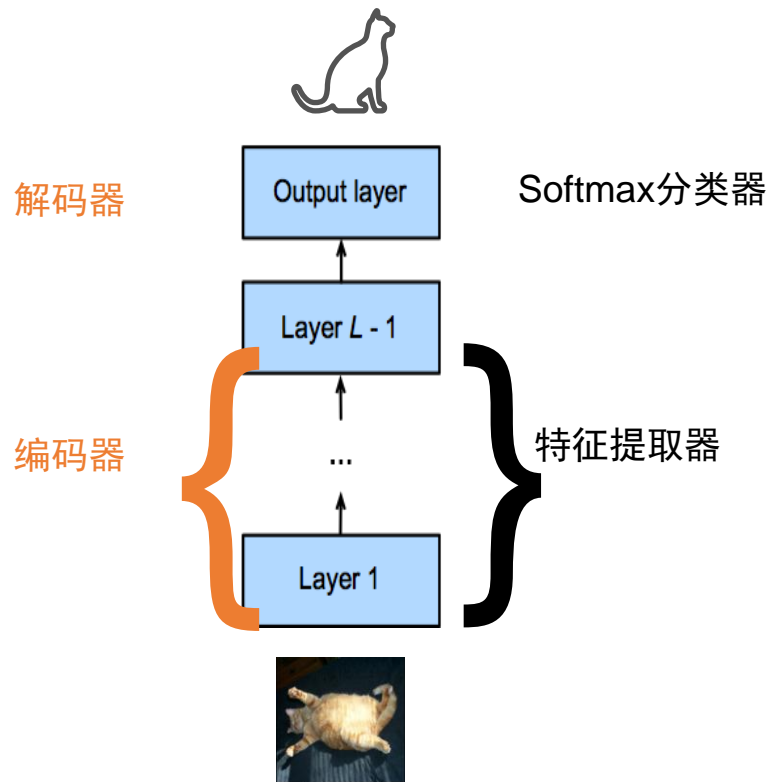 解码器
Output layer
Softmax分类器
Layer L - 1
编码器
...
特征提取器
Layer 1